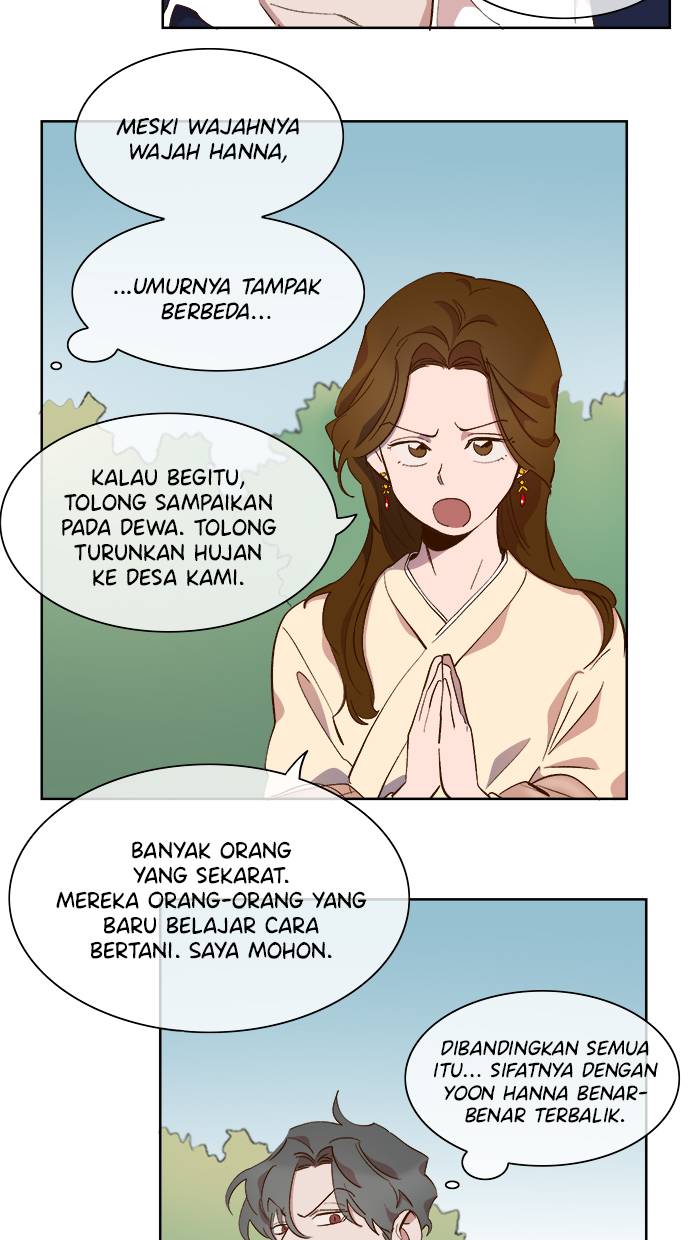 MESKI WAJAHNYA
WAJAH HANNA,
...UMURNYA TAMPAK
BERBEDA...
KALAU BEGITU,
TOLONG SAMPAIKAN
PADA DEWA. TOLONG
TURUNKAN HUJAN
KE DESA KAMI.
BANYAK ORANG
YANG SEKARAT.
MEREKA ORANG-ORANG YANG
BARU BELAJAR CARA
BERTANI. SAYA MOHON.
DIBANDINGKAN SEMUA
ITU... SIFATNYA DENGAN
YOON HANNA BENAR-
BENAR TERBALIK.